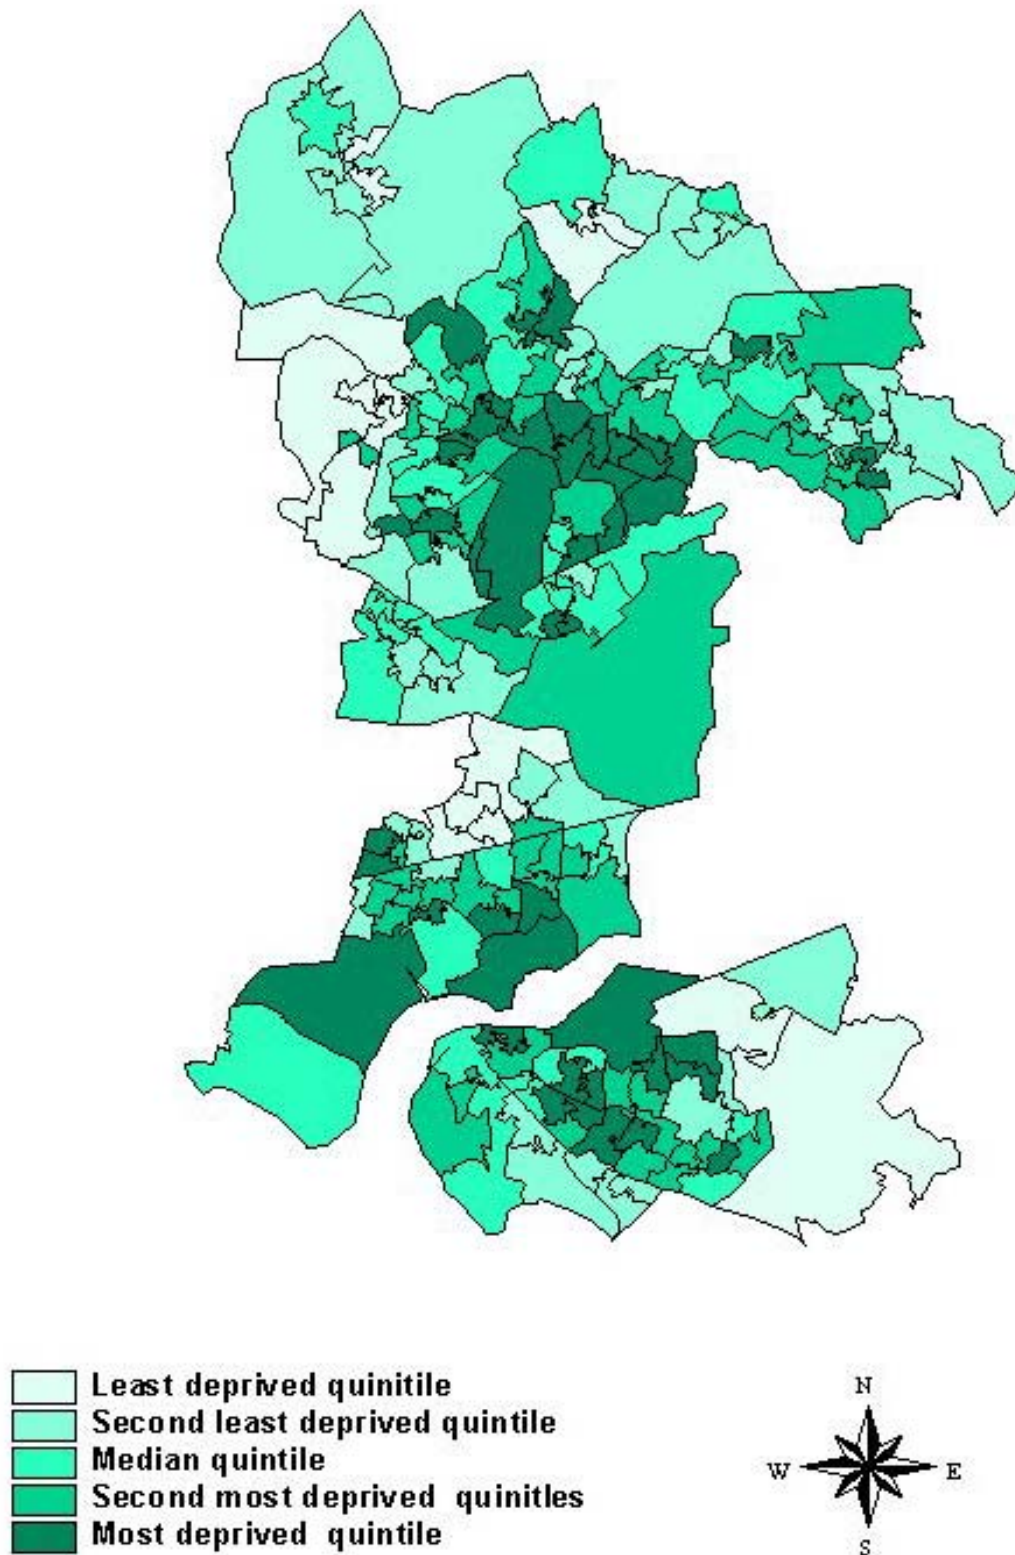 Least deprived quinitile
Second least deprived quintile
Median quintile
Second most deprived quinitles
Most deprived quintile
N
W E
S